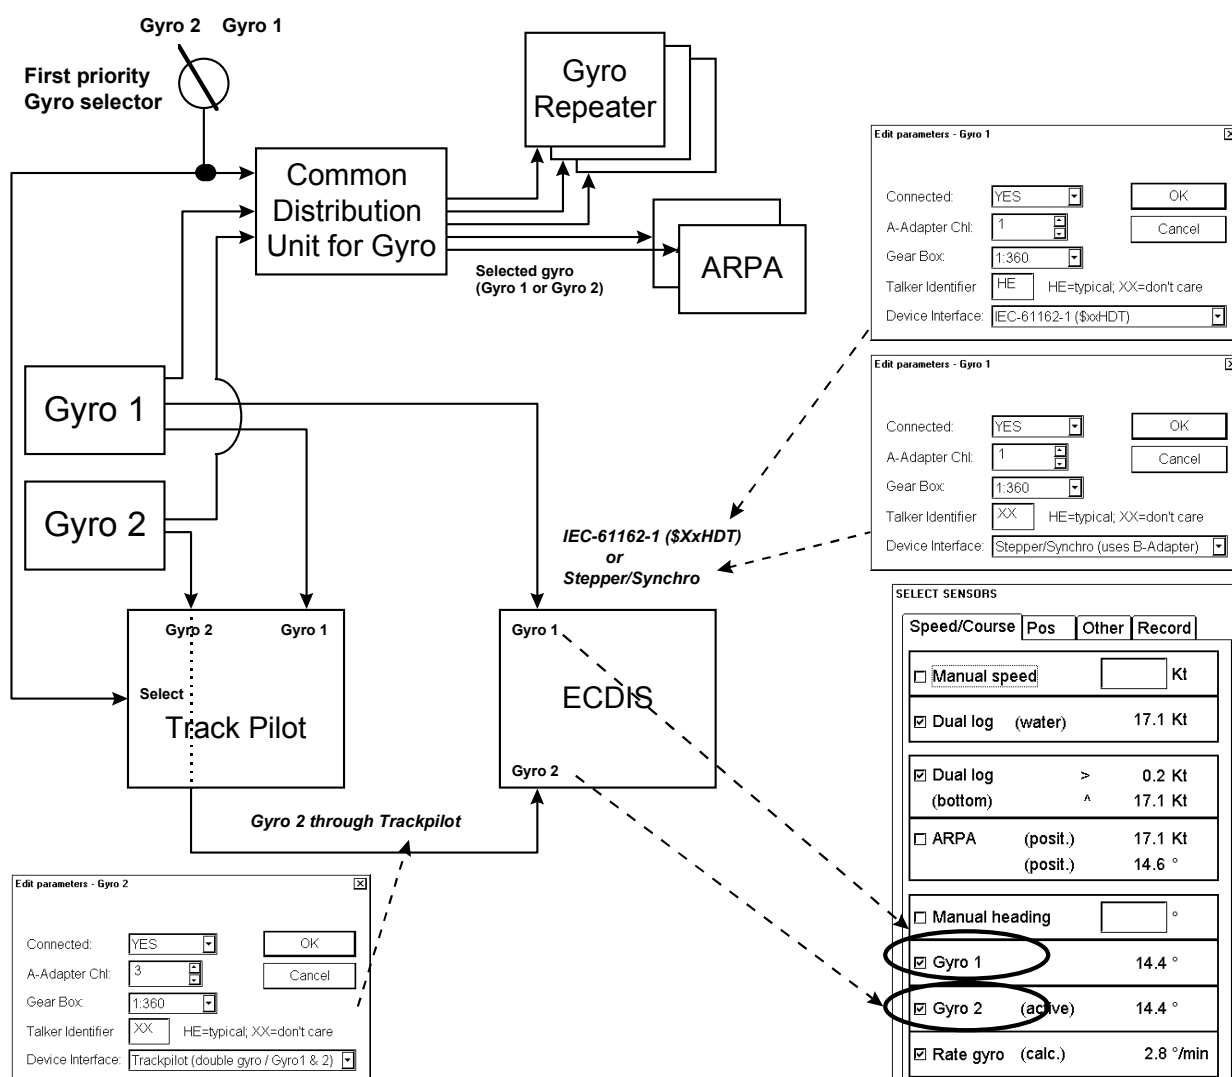 Gyro 2 Gyro 1
First priority
Gyro selector
Common
Distribution
Unit for Gyro
Gyro
Repeater
ARPA
Selected gyro
(Gyro 1 or Gyro 2)
Gyro 1
Gyro 2
Edit parameters - Gyro 1
Connected: YES OK
A-Adapter Chl: 1 Cancel
Gear Box: 1:360
Talker Identifier HE HE=typical; XX=don't care
Device Interface: IEC-61162-1 ($xxHDT)
Edit parameters - Gyro 1
Connected: YES OK
A-Adapter Chl: 1 Cancel
Gear Box: 1:360
Talker Identifier XX HE=typical; XX=don't care
Device Interface: Stepper/Synchro (uses B-Adapter)
IEC-61162-1 ($XxHDT)
or
Stepper/Synchro
Gyro 2 Gyro 1
Select
Track Pilot
Gyro 1
ECDIS
Gyro 2
Gyro 2 through Trackpilot
Edit parameters - Gyro 2
Connected: YES OK
A-Adapter Chl: 3 Cancel
Gear Box: 1:360
Talker Identifier XX HE=typical; XX=don't care
Device Interface: Trackpilot (double gyro / Gyro1 & 2)
SELECT SENSORS
Speed/Course Pos Other Record
Manual speed Kt
Dual log (water) 17.1 Kt
Dual log > 0.2 Kt
(bottom) ^ 17.1 Kt
ARPA (posit.) 17.1 Kt
(posit.) 14.6 °
Manual heading °
Gyro 1 14.4 °
Gyro 2 (active) 14.4 °
Rate gyro (calc.) 2.8 °/min